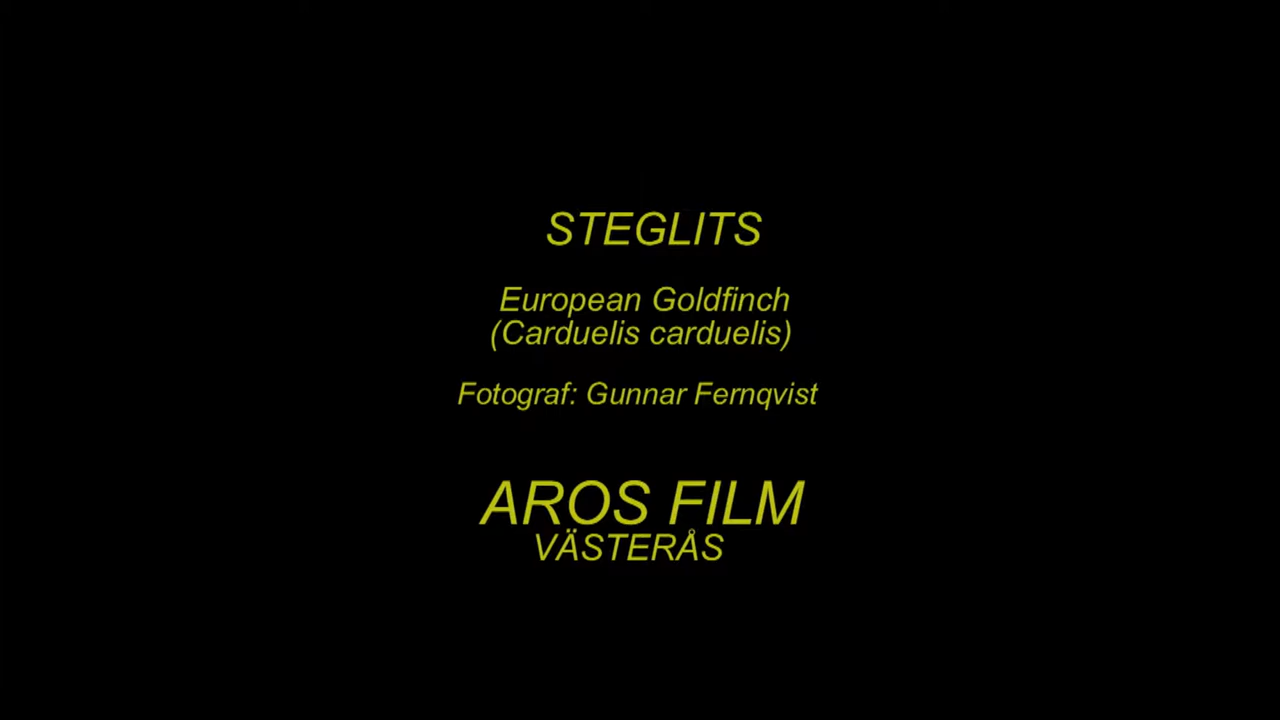 STEGLITS
European Goldfinch
(Carduelis carduelis)
Fotograf: Gunnar Fernqvist
AROS FILM
VÄSTERÅS